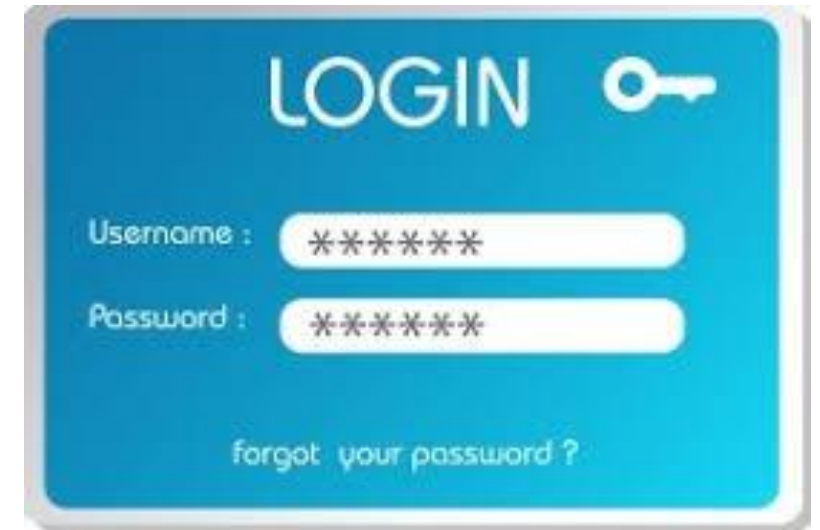 LOGIN
Username : ******
Password : ******
forgot your password ?